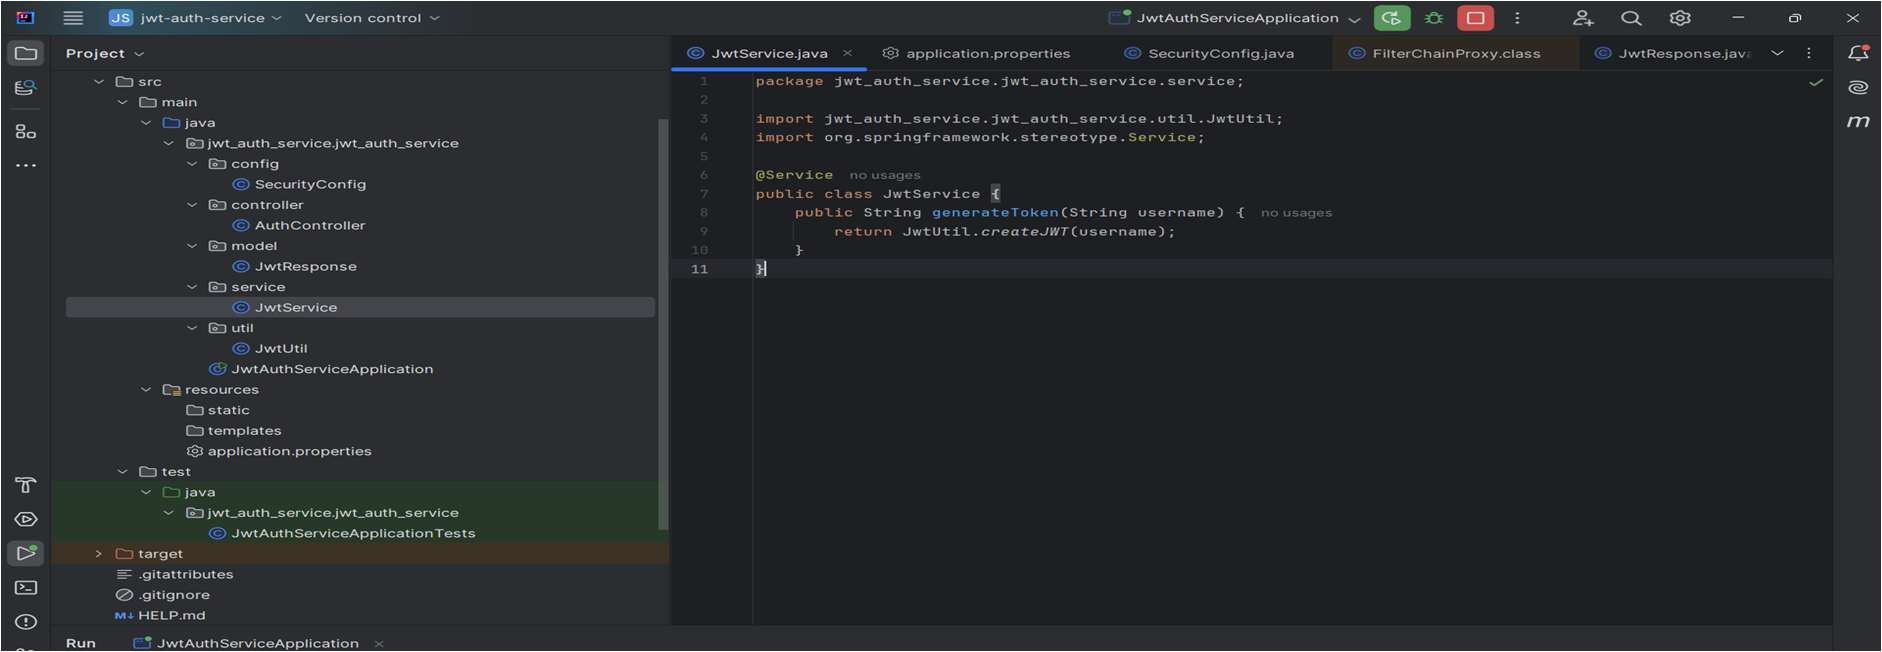 JS jwt-auth-service Version control JwtAuthServiceApplication
Project
src
main
java
jwt_auth_service.jwt_auth_service
config
SecurityConfig
controller
AuthController
model
JwtResponse
service
JwtService
util
JwtUtil
JwtAuthServiceApplication
resources
static
templates
application.properties
test
java
jwt_auth_service.jwt_auth_service
JwtAuthServiceApplicationTests
target
.gitattributes
.gitignore
M↓ HELP.md
JwtService.java application.properties SecurityConfig.java FilterChainProxy.class JwtResponse.java
1 package jwt_auth_service.jwt_auth_service.service;
2
3 import jwt_auth_service.jwt_auth_service.util.JwtUtil;
4 import org.springframework.stereotype.Service;
5
6 @Service no usages
7 public class JwtService {
8 public String generateToken(String username) { no usages
9 return JwtUtil.createJWT(username);
10 }
11 }
m
Run JwtAuthServiceApplication